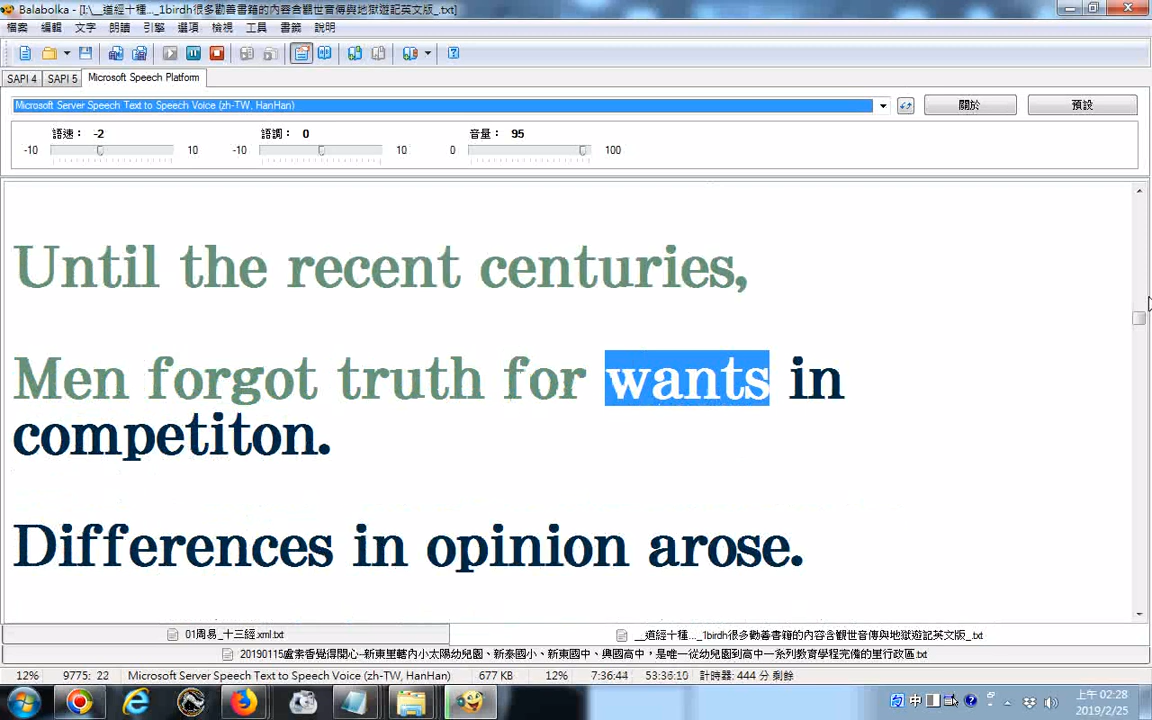 Balabolka - [I:\__道經十種..._1birdh很多勸善書籍的內容含觀世音傳與地獄遊記英文版_.txt]
檔案 編輯 文字 朗讀 引擎 選項 檢視 工具 書籤 說明
SAPI 4 SAPI 5 Microsoft Speech Platform
Microsoft Server Speech Text to Speech Voice (zh-TW, HanHan)
關於 預設
語速： -2 語調： 0 音量： 95
-10 10 -10 10 0 100
Until the recent centuries,
Men forgot truth for wants in
competiton.
Differences in opinion arose.
01周易_十三經.xml.txt __道經十種..._1birdh很多勸善書籍的內容含觀世音傳與地獄遊記英文版_.txt
20190115盧素香覺得開心─新東里轄內小太陽幼兒園、新泰國小、新東國中、興國高中，是唯一從幼兒園到高中一系列教育學程完備的里行政區.txt
12% 9775: 22 Microsoft Server Speech Text to Speech Voice (zh-TW, HanHan) 677 KB 12% 7:36:44 53:36:10 計時器: 444 分 剩餘
中 上午 02:28
2019/2/25